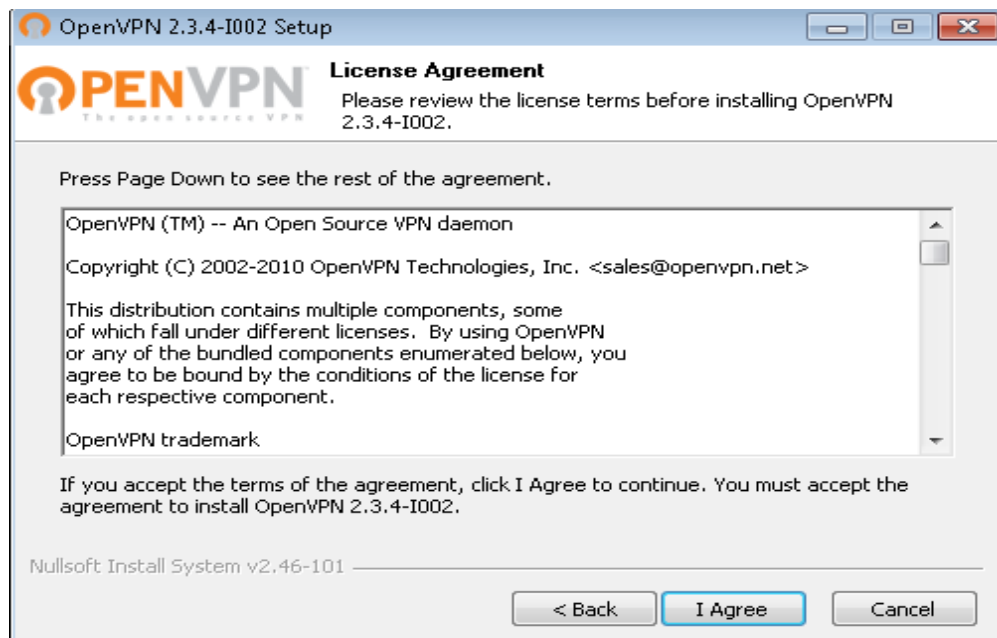 OpenVPN 2.3.4-I002 Setup
OPENVPN
The open source VPN
License Agreement
Please review the license terms before installing OpenVPN
2.3.4-I002.
Press Page Down to see the rest of the agreement.
OpenVPN (TM) -- An Open Source VPN daemon
Copyright (C) 2002-2010 OpenVPN Technologies, Inc. <sales@openvpn.net>
This distribution contains multiple components, some
of which fall under different licenses.  By using OpenVPN
or any of the bundled components enumerated below, you
agree to be bound by the conditions of the license for
each respective component.
OpenVPN trademark
If you accept the terms of the agreement, click I Agree to continue. You must accept the
agreement to install OpenVPN 2.3.4-I002.
Nullsoft Install System v2.46-101
< Back
I Agree
Cancel